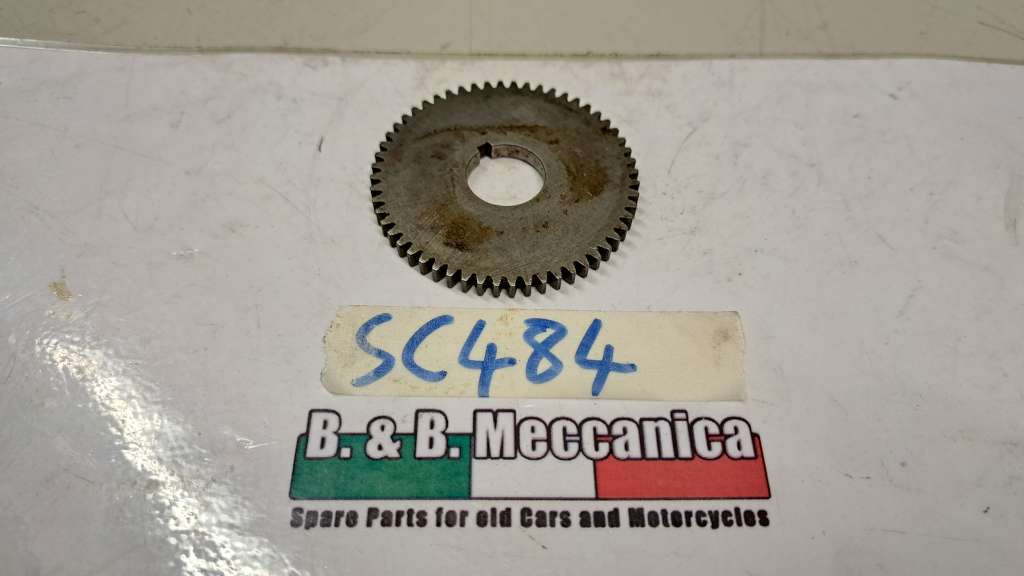 SC484
B. & B. Meccanica
Spare Parts for old Cars and Motorcycles